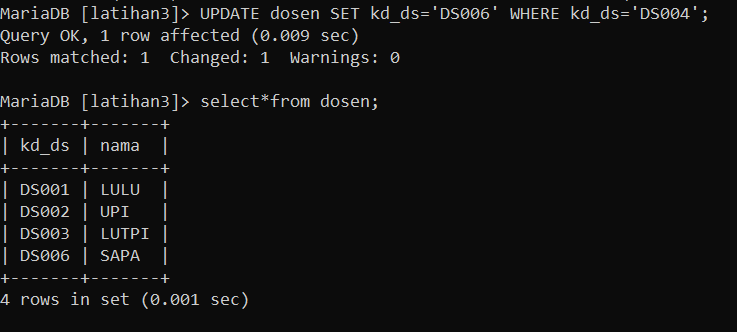 MariaDB [latihan3]> UPDATE dosen SET kd_ds='DS006' WHERE kd_ds='DS004';
Query OK, 1 row affected (0.009 sec)
Rows matched: 1  Changed: 1  Warnings: 0

MariaDB [latihan3]> select*from dosen;
+-------+-------+
| kd_ds | nama  |
+-------+-------+
| DS001 | LULU  |
| DS002 | UPI   |
| DS003 | LUTPI |
| DS006 | SAPA  |
+-------+-------+
4 rows in set (0.001 sec)